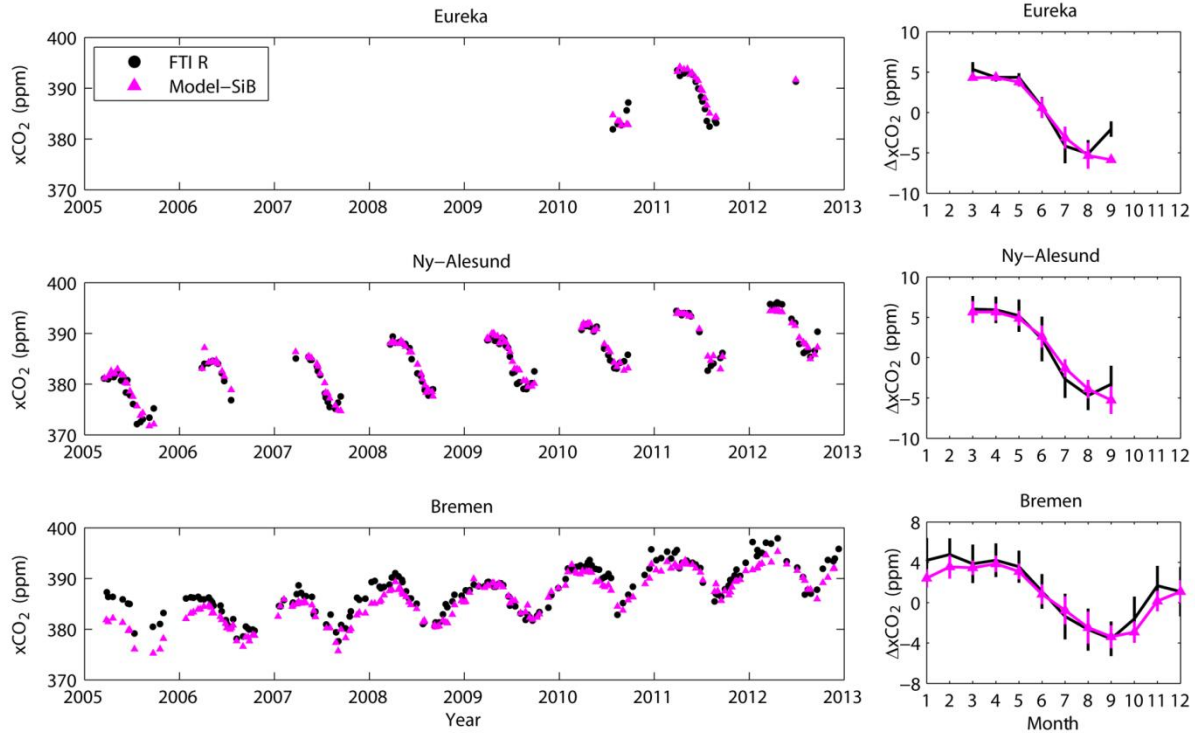 Eureka
400
390
380
370
xCO₂ (ppm)
FTI R
Model−SiB
2005 2006 2007 2008 2009 2010 2011 2012 2013
Eureka
10
5
0
−5
−10
ΔxCO₂ (ppm)
1 2 3 4 5 6 7 8 9 10 11 12
Ny−Alesund
400
390
380
370
xCO₂ (ppm)
2005 2006 2007 2008 2009 2010 2011 2012 2013
Ny−Alesund
10
5
0
−5
−10
ΔxCO₂ (ppm)
1 2 3 4 5 6 7 8 9 10 11 12
Bremen
400
390
380
370
xCO₂ (ppm)
2005 2006 2007 2008 2009 2010 2011 2012 2013
Year
Bremen
8
4
0
−4
−8
ΔxCO₂ (ppm)
1 2 3 4 5 6 7 8 9 10 11 12
Month